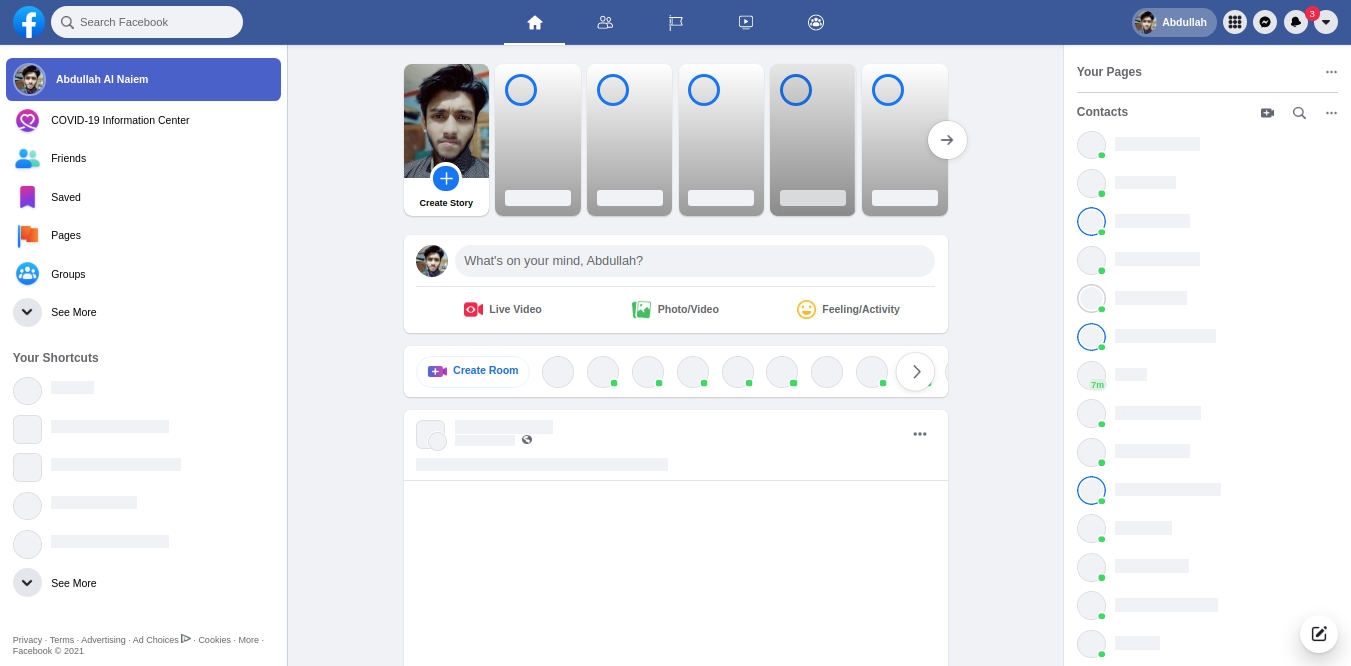 Search Facebook
Abdullah
3
Abdullah Al Naiem
COVID-19 Information Center
Friends
Saved
Pages
Groups
See More
Your Shortcuts
See More
Privacy · Terms · Advertising · Ad Choices · Cookies · More ·
Facebook © 2021
Create Story
What's on your mind, Abdullah?
Live Video
Photo/Video
Feeling/Activity
Create Room
Your Pages
Contacts
7m